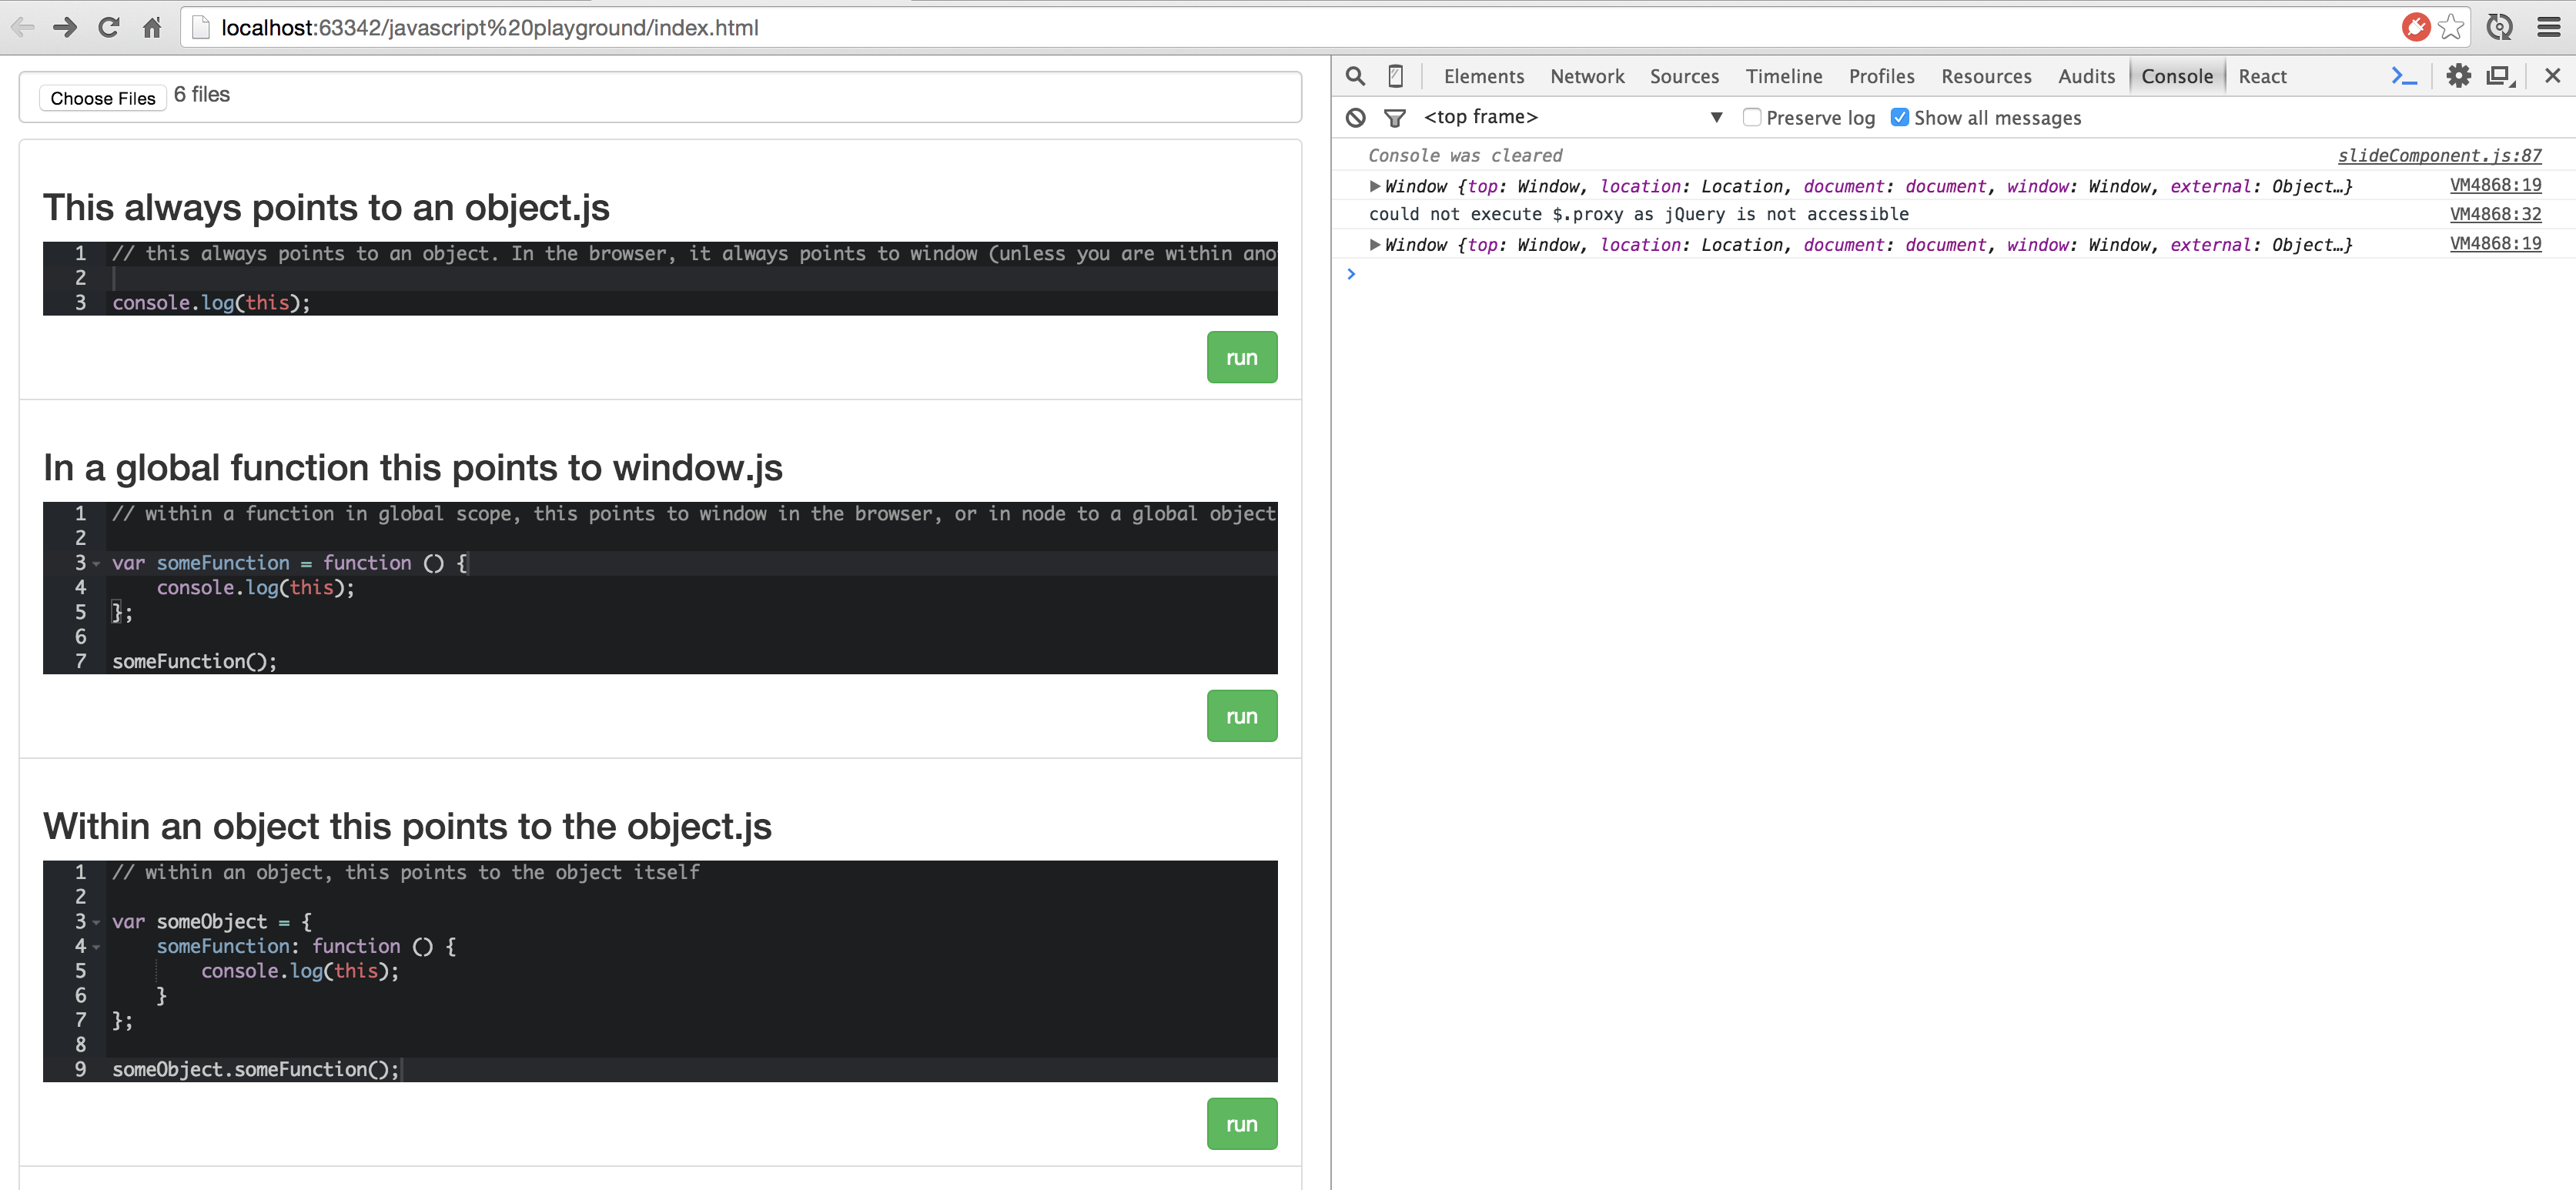 localhost:63342/javascript%20playground/index.html
Choose Files 6 files
This always points to an object.js
1 // this always points to an object. In the browser, it always points to window (unless you are within ano
2
3 console.log(this);
run
In a global function this points to window.js
1 // within a function in global scope, this points to window in the browser, or in node to a global object
2
3 var someFunction = function () {
4 console.log(this);
5 };
6
7 someFunction();
run
Within an object this points to the object.js
1 // within an object, this points to the object itself
2
3 var someObject = {
4 someFunction: function () {
5 console.log(this);
6 }
7 };
8
9 someObject.someFunction();
run
Elements Network Sources Timeline Profiles Resources Audits Console React
<top frame> ▼ Preserve log Show all messages
Console was cleared slideComponent.js:87
▶Window {top: Window, location: Location, document: document, window: Window, external: Object…} VM4868:19
could not execute $.proxy as jQuery is not accessible VM4868:32
▶Window {top: Window, location: Location, document: document, window: Window, external: Object…} VM4868:19